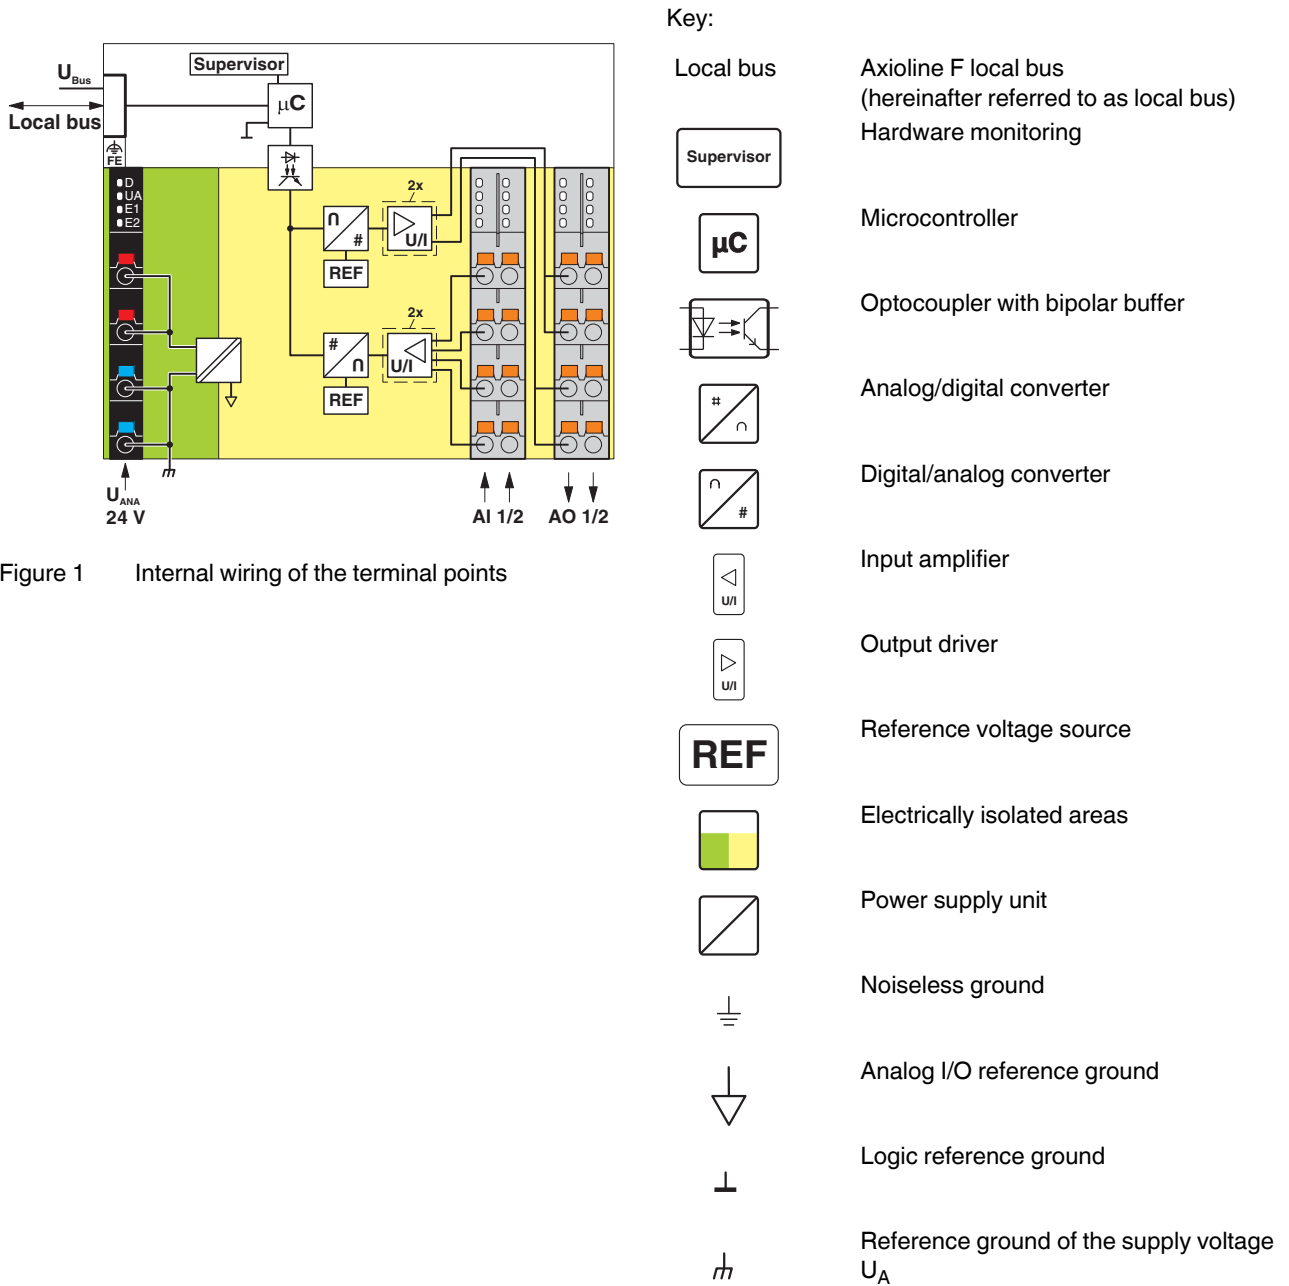 Key:
U Bus
Local bus
Supervisor
µC
FE
D
UA
E1
E2
2x
∩
#
U/I
REF
2x
#
∩
U/I
REF
U ANA
24 V
AI 1/2
AO 1/2
Figure 1 Internal wiring of the terminal points
Local bus Axioline F local bus
(hereinafter referred to as local bus)
Supervisor Hardware monitoring
µC Microcontroller
Optocoupler with bipolar buffer
# ∩ Analog/digital converter
∩ # Digital/analog converter
U/I Input amplifier
U/I Output driver
REF Reference voltage source
Electrically isolated areas
Power supply unit
Noiseless ground
Analog I/O reference ground
Logic reference ground
Reference ground of the supply voltage
UA